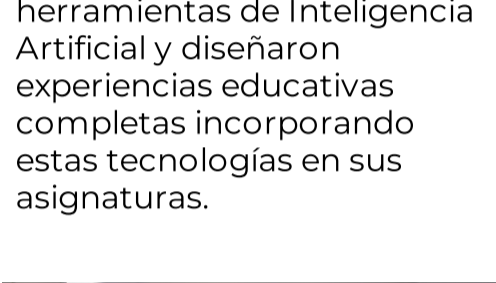 herramientas de Inteligencia
Artificial y diseñaron
experiencias educativas
completas incorporando
estas tecnologías en sus
asignaturas.